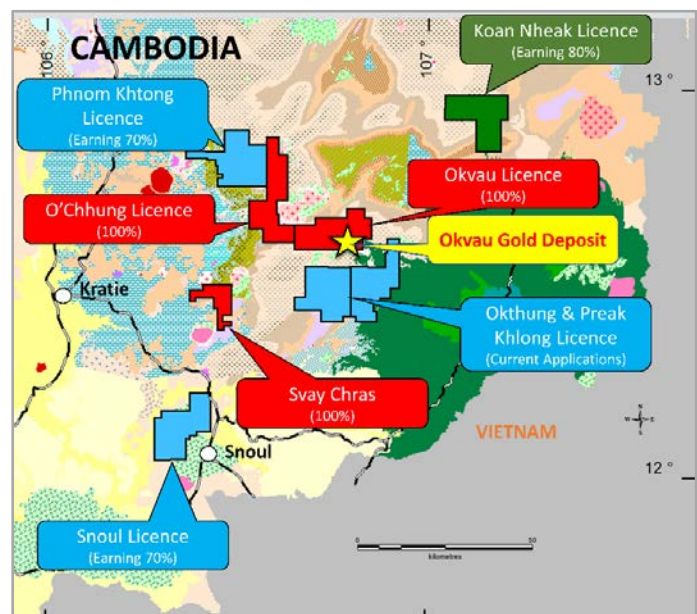 106 °
107 °
CAMBODIA
Koan Nheak Licence
(Earning 80%)
13 °
Phnom Khtong
Licence
(Earning 70%)
Okvau Licence
(100%)
O'Chhung Licence
(100%)
Okvau Gold Deposit
Kratie
Okthung & Preak
Khlong Licence
(Current Applications)
Svay Chras
(100%)
VIETNAM
N
W
E
S
Snoul
12 °
Snoul Licence
(Earning 70%)
0
50
kilometres